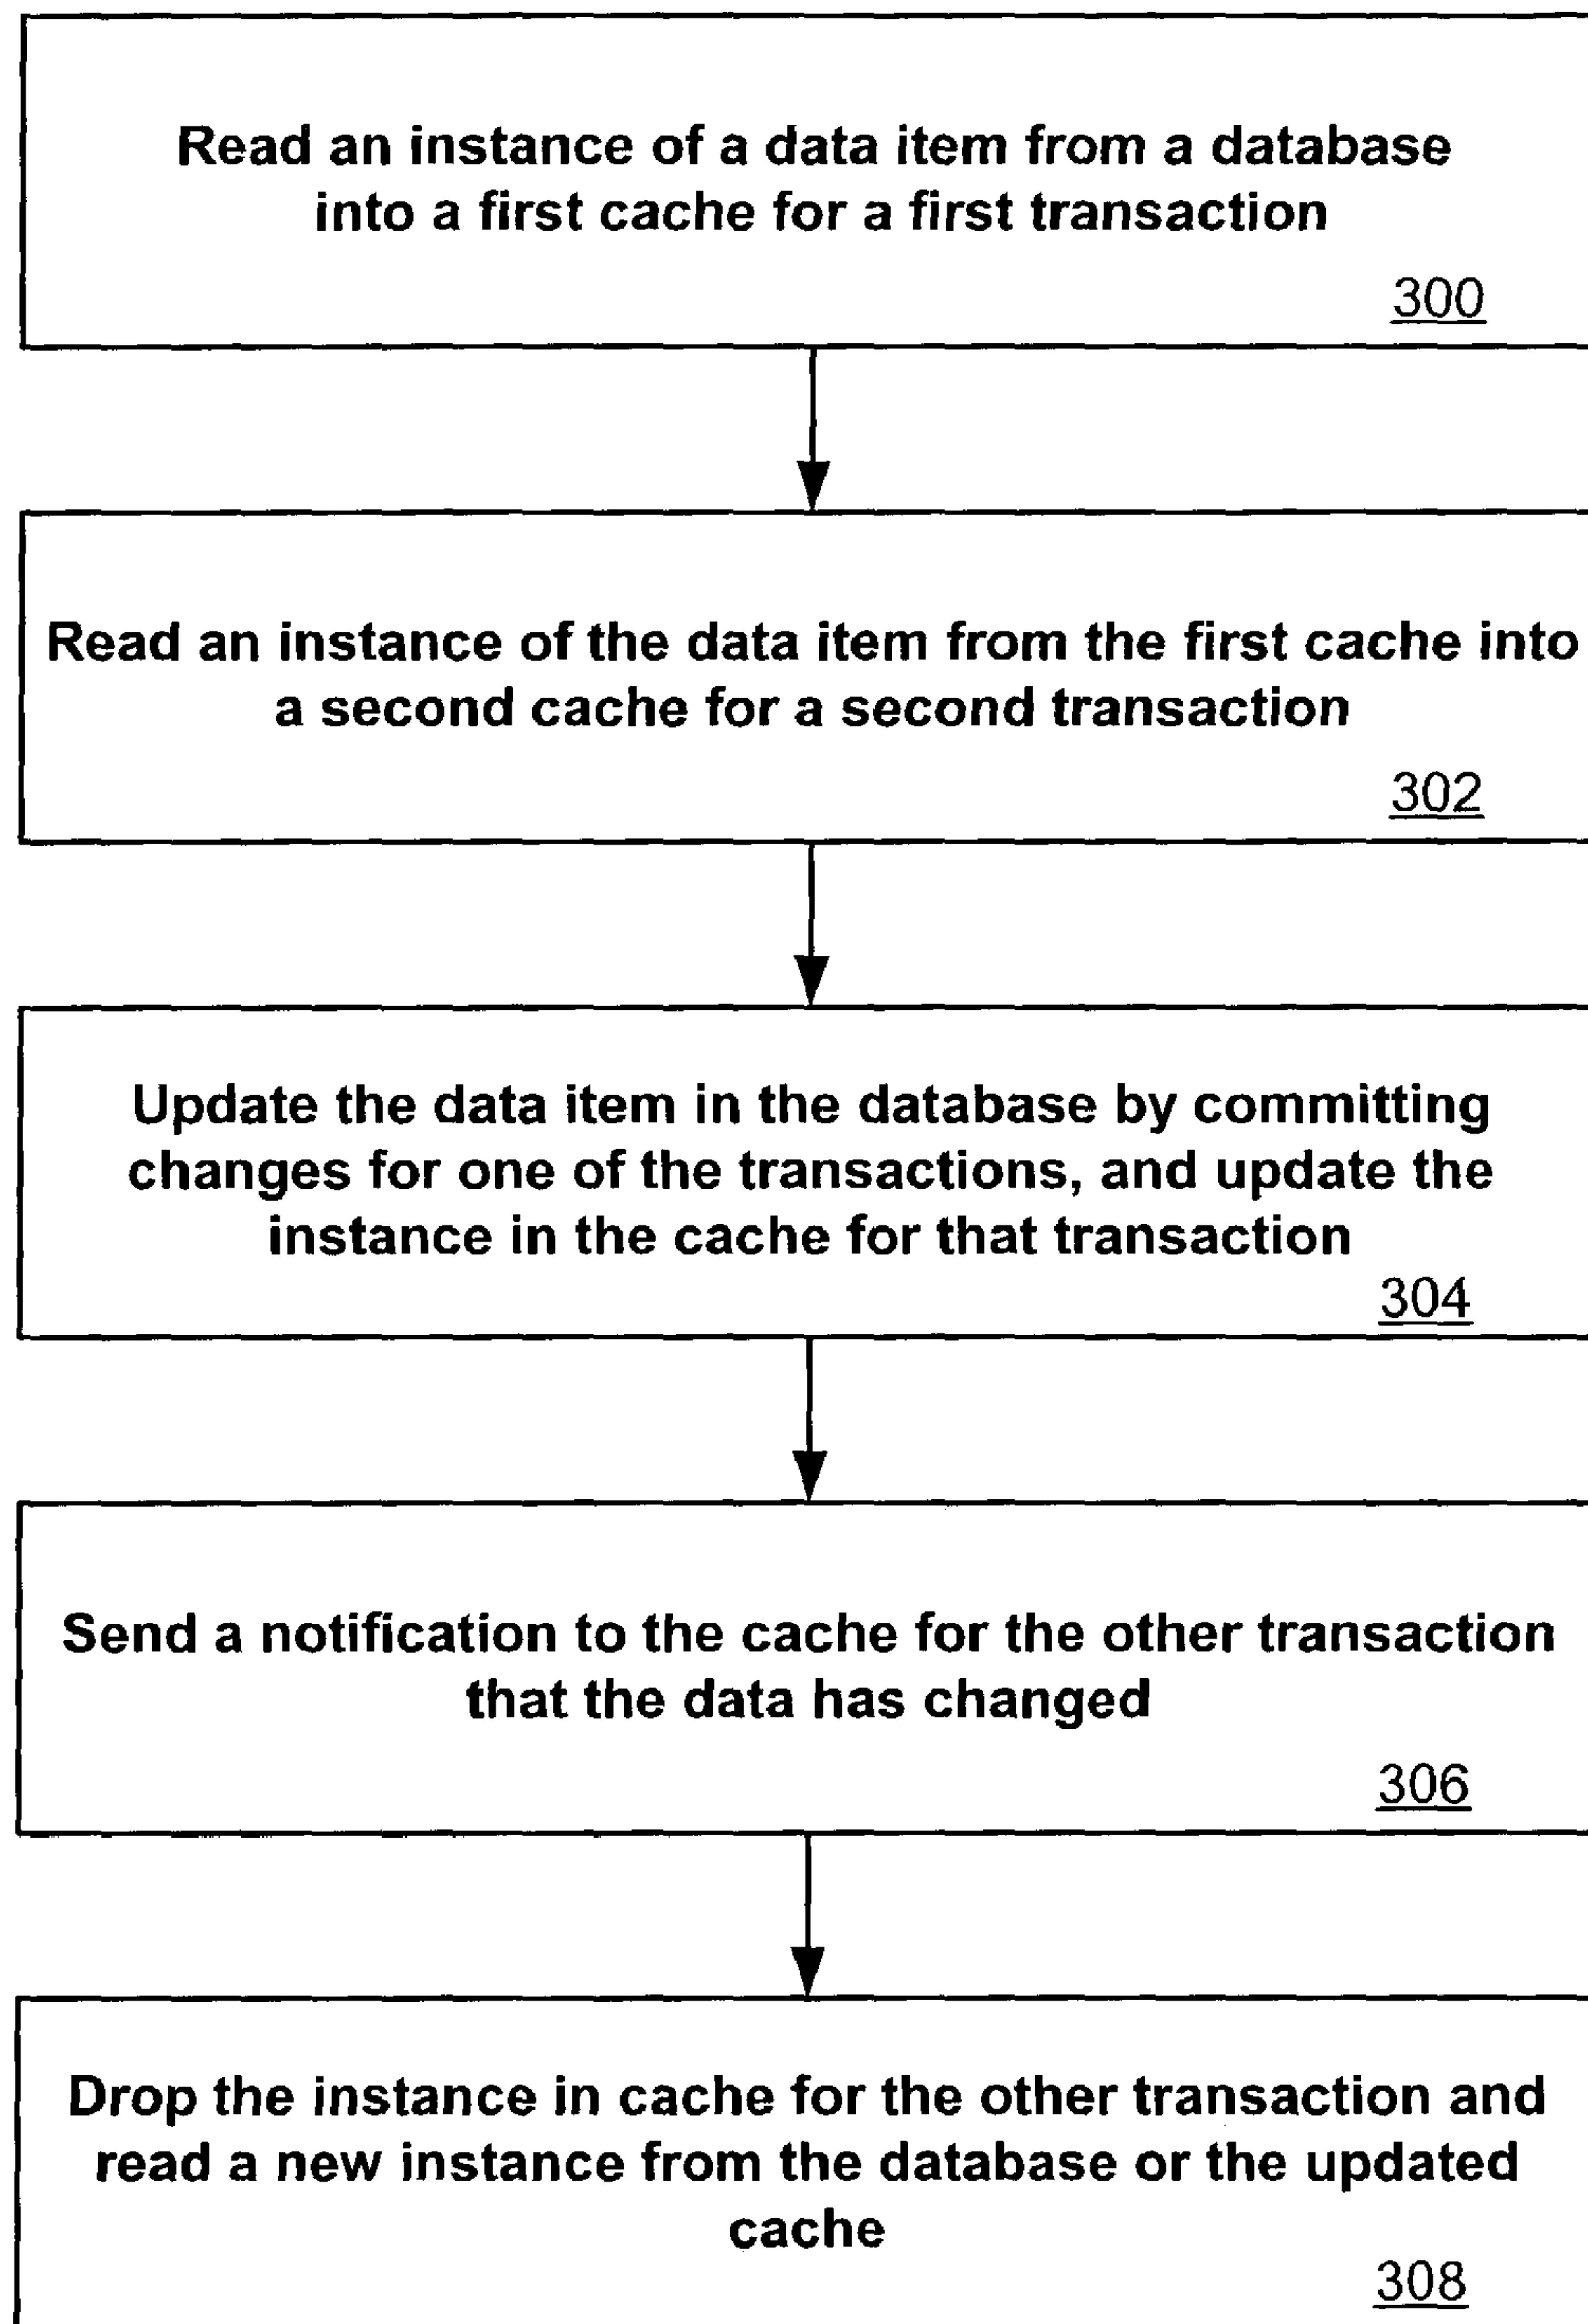 Read an instance of a data item from a database
into a first cache for a first transaction
300
Read an instance of the data item from the first cache into
a second cache for a second transaction
302
Update the data item in the database by committing
changes for one of the transactions, and update the
instance in the cache for that transaction
304
Send a notification to the cache for the other transaction
that the data has changed
306
Drop the instance in cache for the other transaction and
read a new instance from the database or the updated
cache
308